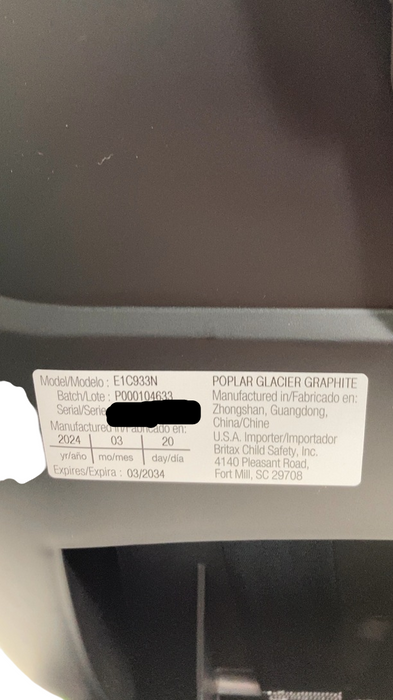 Model/Modelo : E1C933N
Batch/Lote : P000104633
Serial/Serie
Manufactured in/Fabricado en:
2024 | 03 | 20
yr/año | mo/mes | day/día
Expires/Expira : 03/2034
POPLAR GLACIER GRAPHITE
Manufactured in/Fabricado en:
Zhongshan, Guangdong,
China/Chine
U.S.A. Importer/Importador
Britax Child Safety, Inc.
4140 Pleasant Road,
Fort Mill, SC 29708